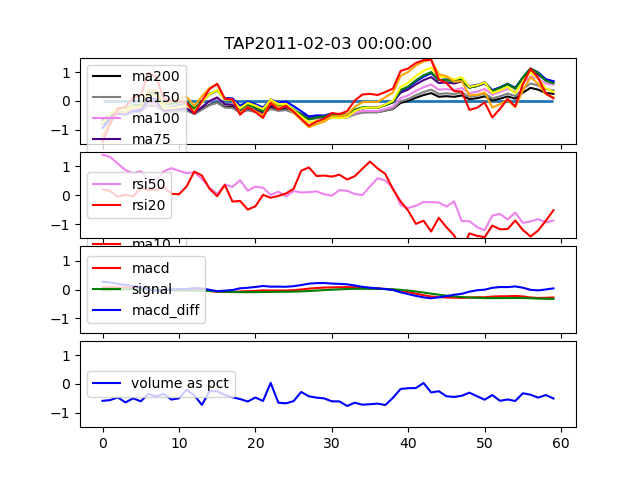 TAP2011-02-03 00:00:00
1
0
−1
ma200
ma150
ma100
ma75
1
0
−1
rsi50
rsi20
ma10
1
0
−1
macd
signal
macd_diff
1
0
−1
volume as pct
0 10 20 30 40 50 60